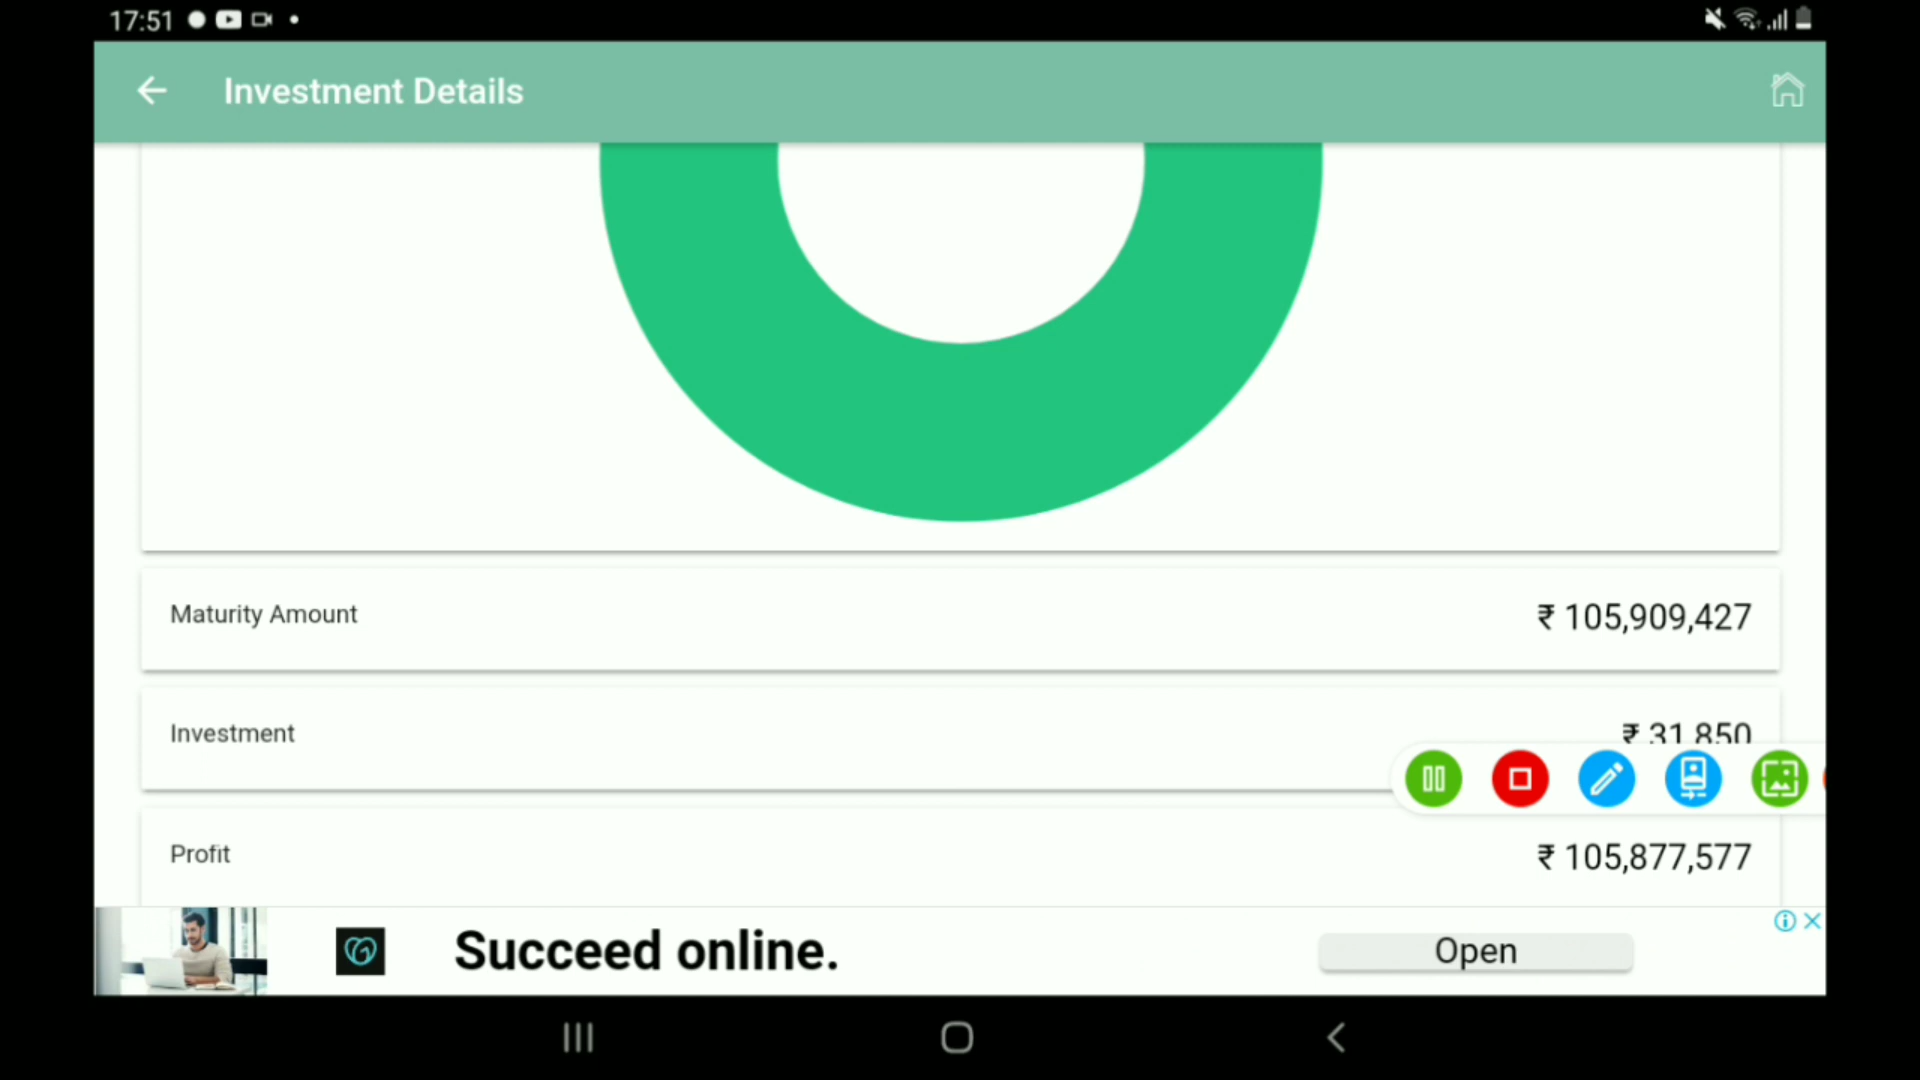 17:51
Investment Details
Maturity Amount
₹ 105,909,427
Investment
₹ 31,850
Profit
₹ 105,877,577
Succeed online.
Open